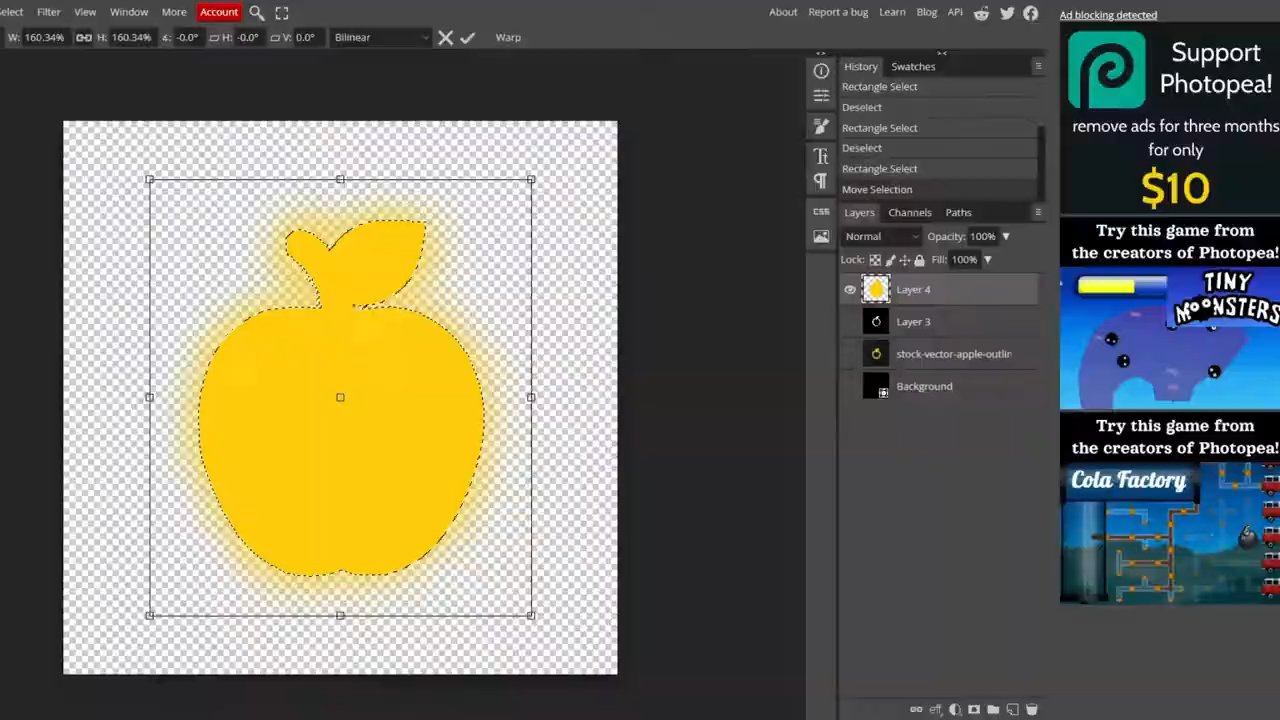 elect Filter View Window More Account About Report a bug Learn Blog API Ad blocking detected
W: 160.34% H: 160.34% ∡: -0.0° H: -0.0° V: 0.0° Bilinear Warp
History Swatches
Rectangle Select
Deselect
Rectangle Select
Deselect
Rectangle Select
Move Selection
Layers Channels Paths
Normal Opacity: 100%
Lock: Fill: 100%
Layer 4
Layer 3
stock-vector-apple-outlin
Background
CSS
eff
Support
Photopea!
remove ads for three months
for only
$10
Try this game from
the creators of Photopea!
TINY
MOONSTERS
Try this game from
the creators of Photopea!
Cola Factory